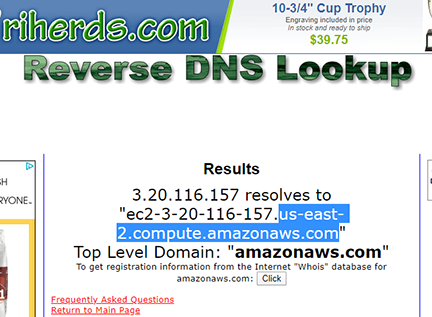 riherds.com
10-3/4" Cup Trophy
Engraving included in price
In stock and ready to ship
$39.75
Reverse DNS Lookup
SH
RYONE.™
Results
3.20.116.157 resolves to
"ec2-3-20-116-157.us-east-
2.compute.amazonaws.com"
Top Level Domain: "amazonaws.com"
To get registration information from the Internet "Whois" database for
amazonaws.com: Click
Frequently Asked Questions
Return to Main Page